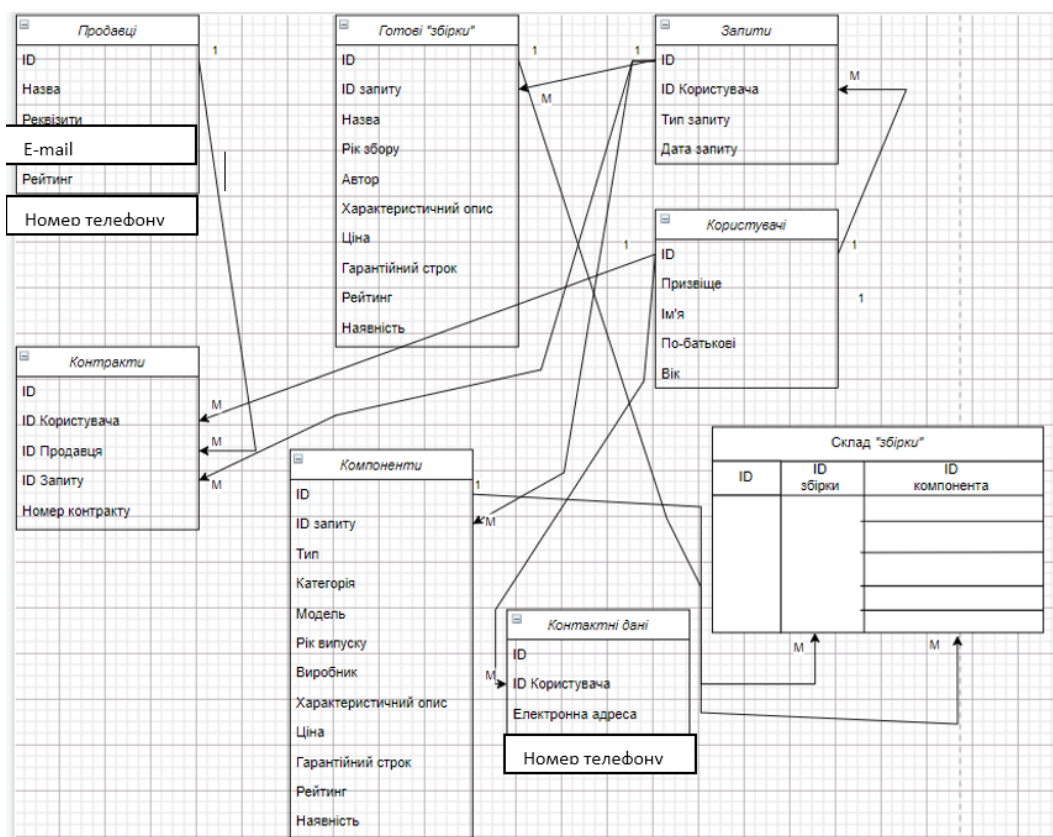 Продавці
ID
Назва
Реквізити
E-mail
Рейтинг
Номер телефону
1
Готові "збірки"
ID
ID запиту
Назва
Рік збору
Автор
Характеристичний опис
Ціна
Гарантійний строк
Рейтинг
Наявність
1
M
Запити
ID
ID Користувача
Тип запиту
Дата запиту
1
M
Користувачі
ID
Призвіще
Ім'я
По-батькові
Вік
1
1
1
Контракти
ID
ID Користувача
ID Продавця
ID Запиту
Номер контракту
M
M
M
Компоненти
ID
ID запиту
Тип
Категорія
Модель
Рік випуску
Виробник
Характеристичний опис
Ціна
Гарантійний строк
Рейтинг
Наявність
1
M
Контактні дані
ID
ID Користувача
Електронна адреса
Номер телефону
M
Склад "збірки"
ID
ID збірки
ID компонента
M
M